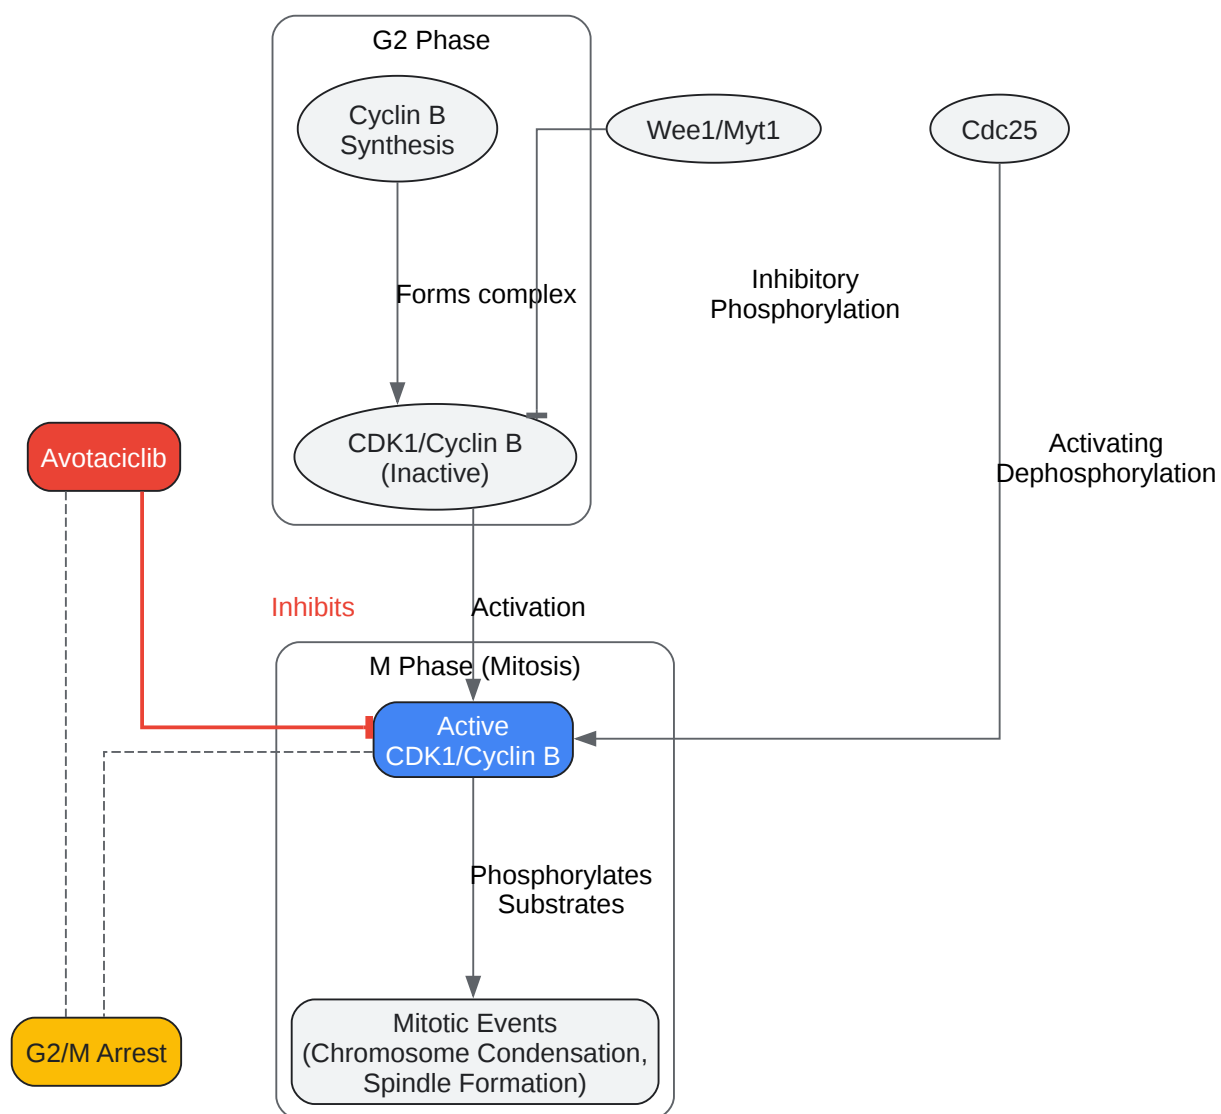 G2 Phase
Cyclin B
Synthesis
Wee1/Myt1
Cdc25
Forms complex
Inhibitory
Phosphorylation
CDK1/Cyclin B
(Inactive)
Avotaciclib
Activating
Dephosphorylation
Inhibits
Activation
M Phase (Mitosis)
Active
CDK1/Cyclin B
Phosphorylates
Substrates
Mitotic Events
(Chromosome Condensation,
Spindle Formation)
G2/M Arrest